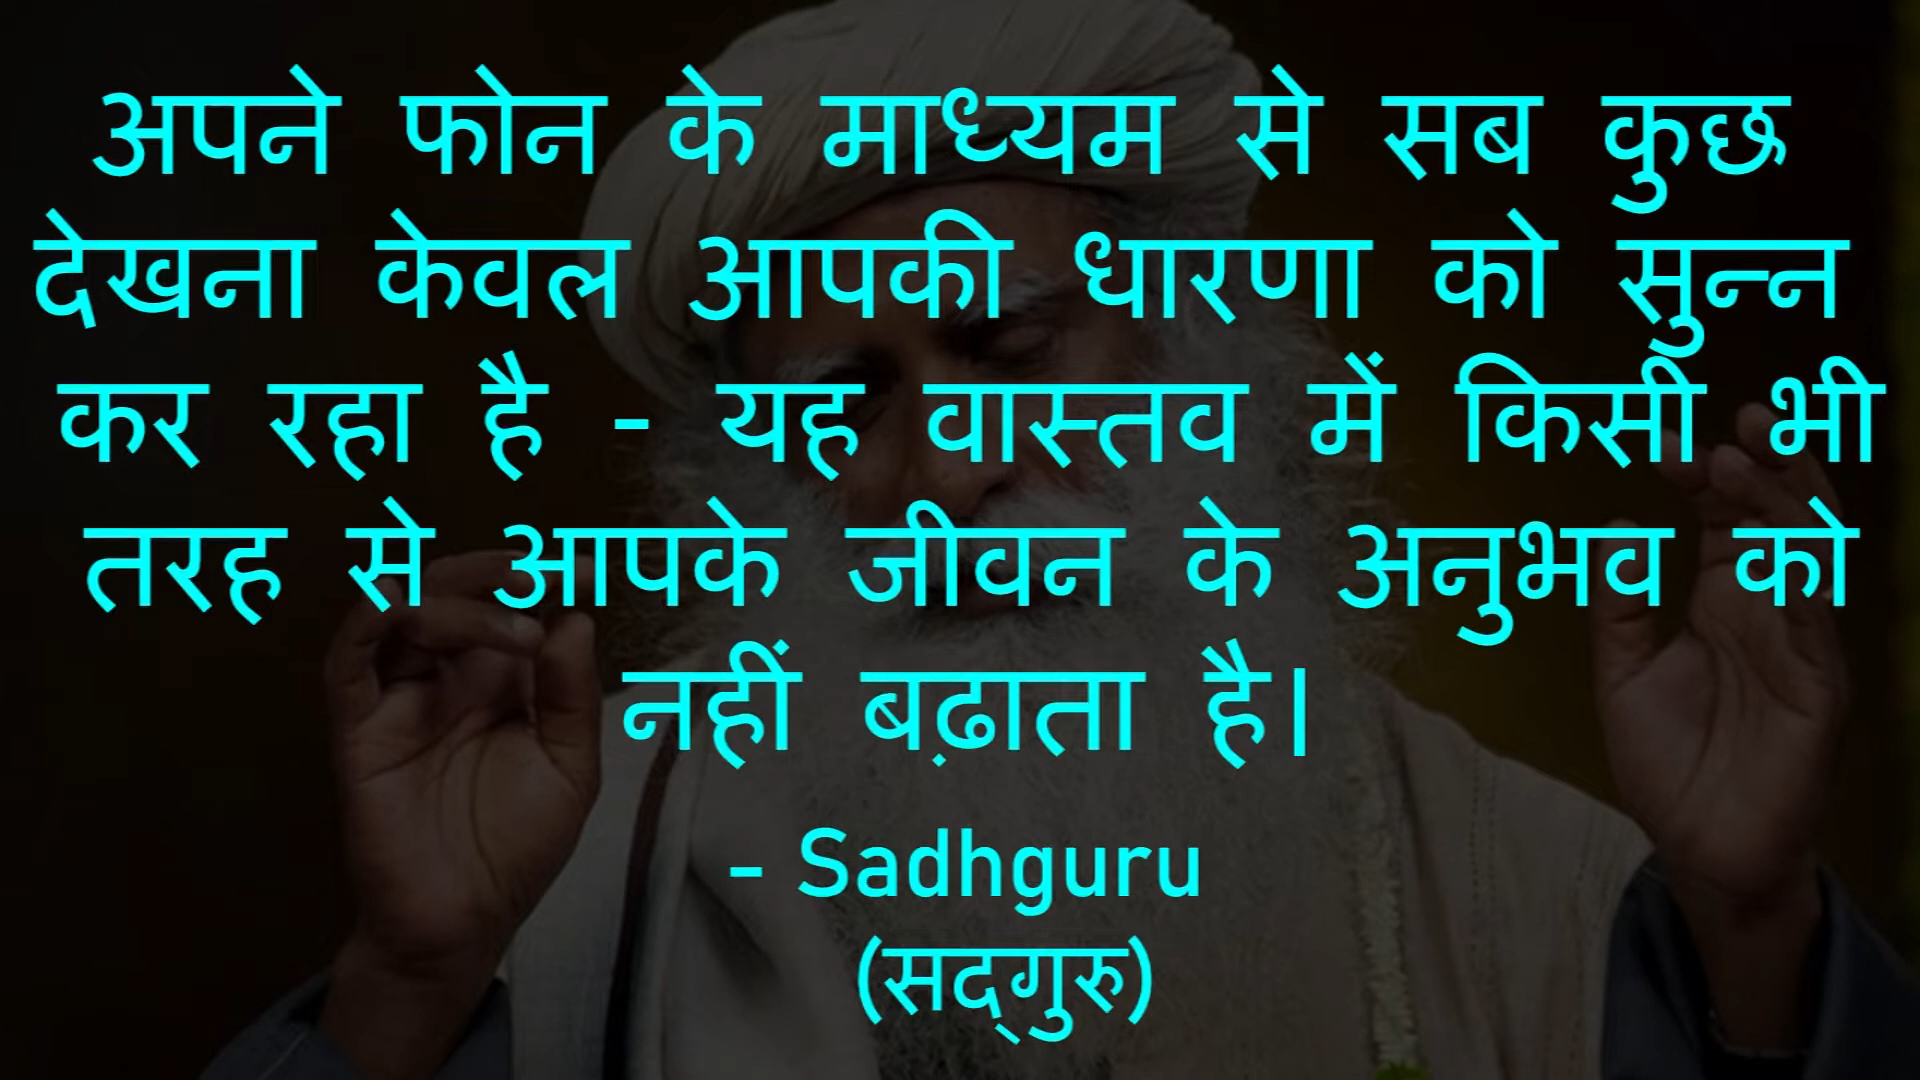 अपने फोन के माध्यम से सब कुछ
देखना केवल आपकी धारणा को सुन्न
कर रहा है - यह वास्तव में किसी भी
तरह से आपके जीवन के अनुभव को
नहीं बढ़ाता है।
- Sadhguru
(सद्‌गुरु)